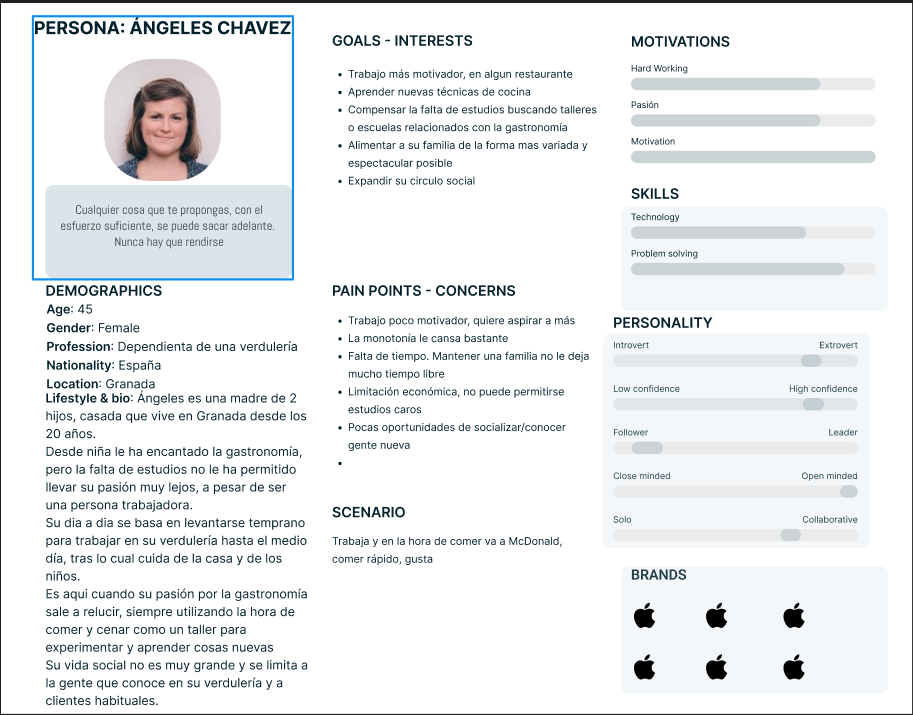 PERSONA: ÁNGELES CHAVEZ
Cualquier cosa que te propongas, con el
esfuerzo suficiente, se puede sacar adelante.
Nunca hay que rendirse
DEMOGRAPHICS
Age: 45
Gender: Female
Profession: Dependienta de una verdulería
Nationality: España
Location: Granada
Lifestyle & bio: Ángeles es una madre de 2
hijos, casada que vive en Granada desde los
20 años.
Desde niña le ha encantado la gastronomía,
pero la falta de estudios no le ha permitido
llevar su pasión muy lejos, a pesar de ser
una persona trabajadora.
Su dia a dia se basa en levantarse temprano
para trabajar en su verdulería hasta el medio
día, tras lo cual cuida de la casa y de los
niños.
Es aqui cuando su pasión por la gastronomía
sale a relucir, siempre utilizando la hora de
comer y cenar como un taller para
experimentar y aprender cosas nuevas
Su vida social no es muy grande y se limita a
la gente que conoce en su verdulería y a
clientes habituales.
GOALS - INTERESTS
• Trabajo más motivador, en algun restaurante
• Aprender nuevas técnicas de cocina
• Compensar la falta de estudios buscando talleres
o escuelas relacionados con la gastronomía
• Alimentar a su familia de la forma mas variada y
espectacular posible
• Expandir su circulo social
PAIN POINTS - CONCERNS
• Trabajo poco motivador, quiere aspirar a más
• La monotonía le cansa bastante
• Falta de tiempo. Mantener una familia no le deja
mucho tiempo libre
• Limitación económica, no puede permitirse
estudios caros
• Pocas oportunidades de socializar/conocer
gente nueva
•
SCENARIO
Trabaja y en la hora de comer va a McDonald,
comer rápido, gusta
MOTIVATIONS
Hard Working
Pasión
Motivation
SKILLS
Technology
Problem solving
PERSONALITY
Introvert Extrovert
Low confidence High confidence
Follower Leader
Close minded Open minded
Solo Collaborative
BRANDS